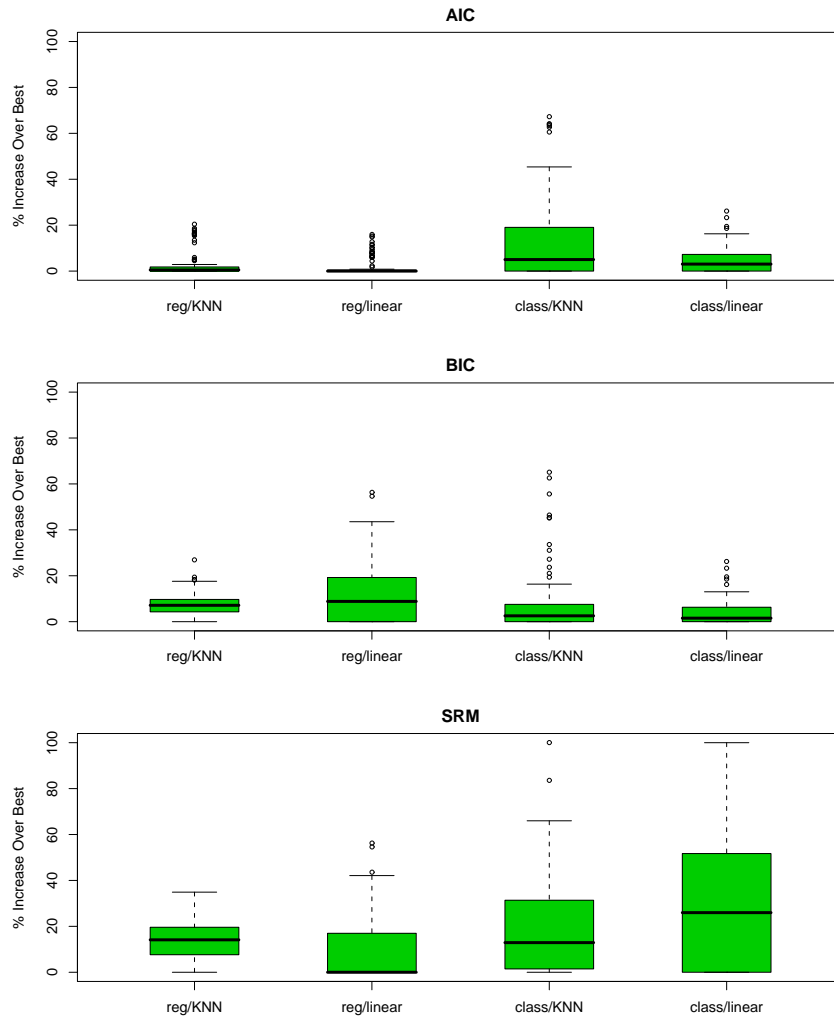 AIC
% Increase Over Best
100
80
60
40
20
0
reg/KNN reg/linear class/KNN class/linear
BIC
% Increase Over Best
100
80
60
40
20
0
reg/KNN reg/linear class/KNN class/linear
SRM
% Increase Over Best
100
80
60
40
20
0
reg/KNN reg/linear class/KNN class/linear